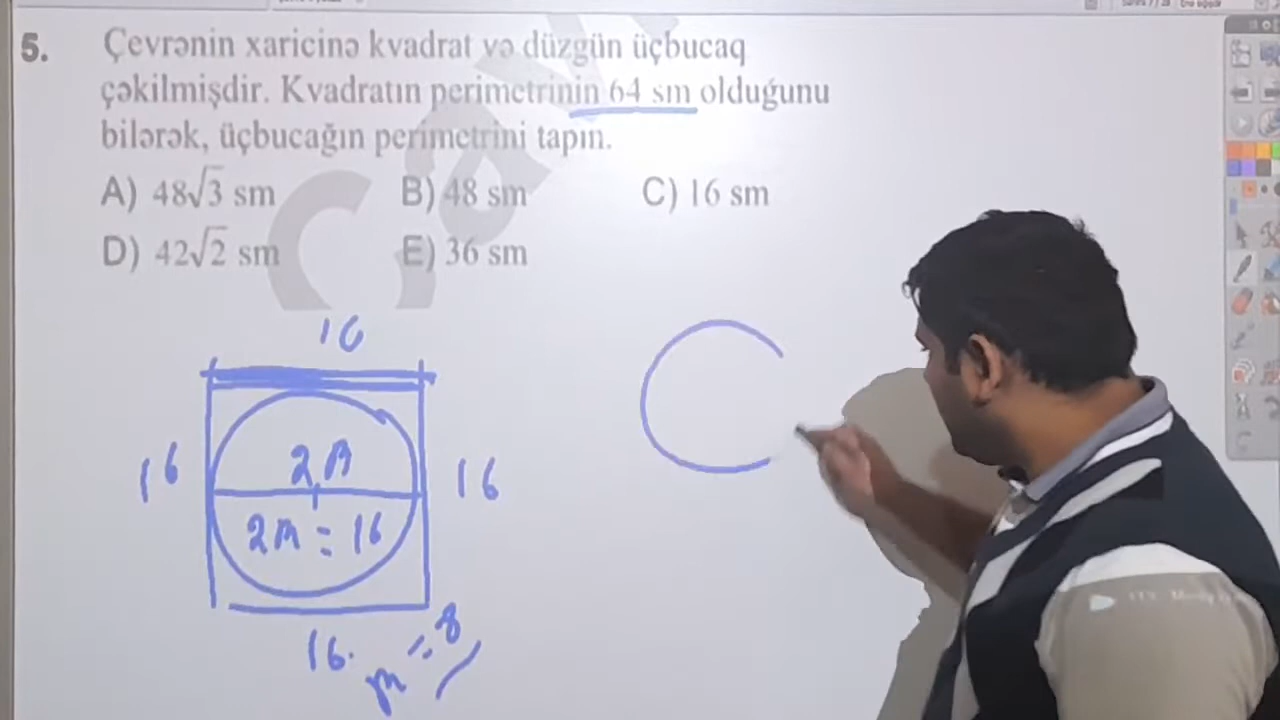 5. Çevrənin xaricinə kvadrat və düzgün üçbucaq
çəkilmişdir. Kvadratın perimetrinin 64 sm olduğunu
bilərək, üçbucağın perimetrini tapın.
A) 48√3 sm B) 48 sm C) 16 sm
D) 42√2 sm E) 36 sm
16
16 2r 16
2r = 16
16.
r = 8